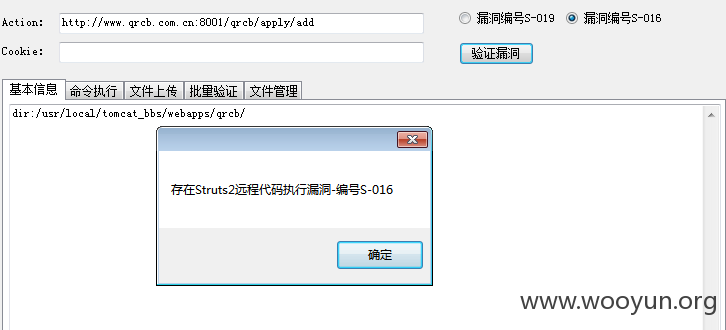 Action: http://www.qrcb.com.cn:8001/qrcb/apply/add 漏洞编号S-019 漏洞编号S-016
Cookie: 验证漏洞
基本信息 命令执行 文件上传 批量验证 文件管理
dir:/usr/local/tomcat_bbs/webapps/qrcb/
存在Struts2远程代码执行漏洞-编号S-016
确定
www.wooyun.org